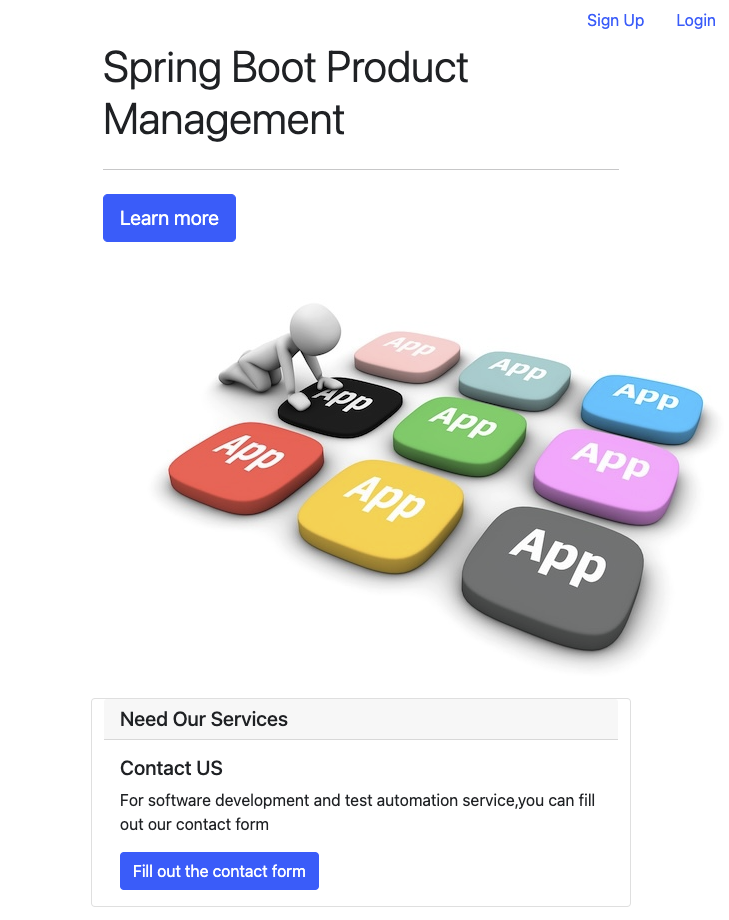 Sign Up Login
Spring Boot Product
Management
Learn more
App
App
App
App
App
App
App
App
App
Need Our Services
Contact US
For software development and test automation service,you can fill
out our contact form
Fill out the contact form